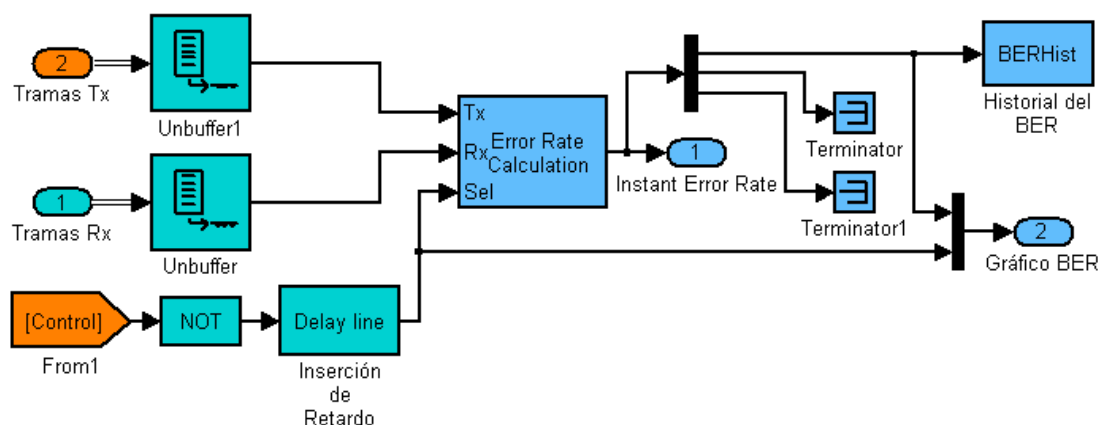 2
Tramas Tx
Unbuffer1
1
Tramas Rx
Unbuffer
[Control]
From1
NOT
Delay line
Inserción
de
Retardo
Tx
Rx
Sel
Error Rate
Calculation
1
Instant Error Rate
Terminator
Terminator1
BERHist
Historial del
BER
2
Gráfico BER